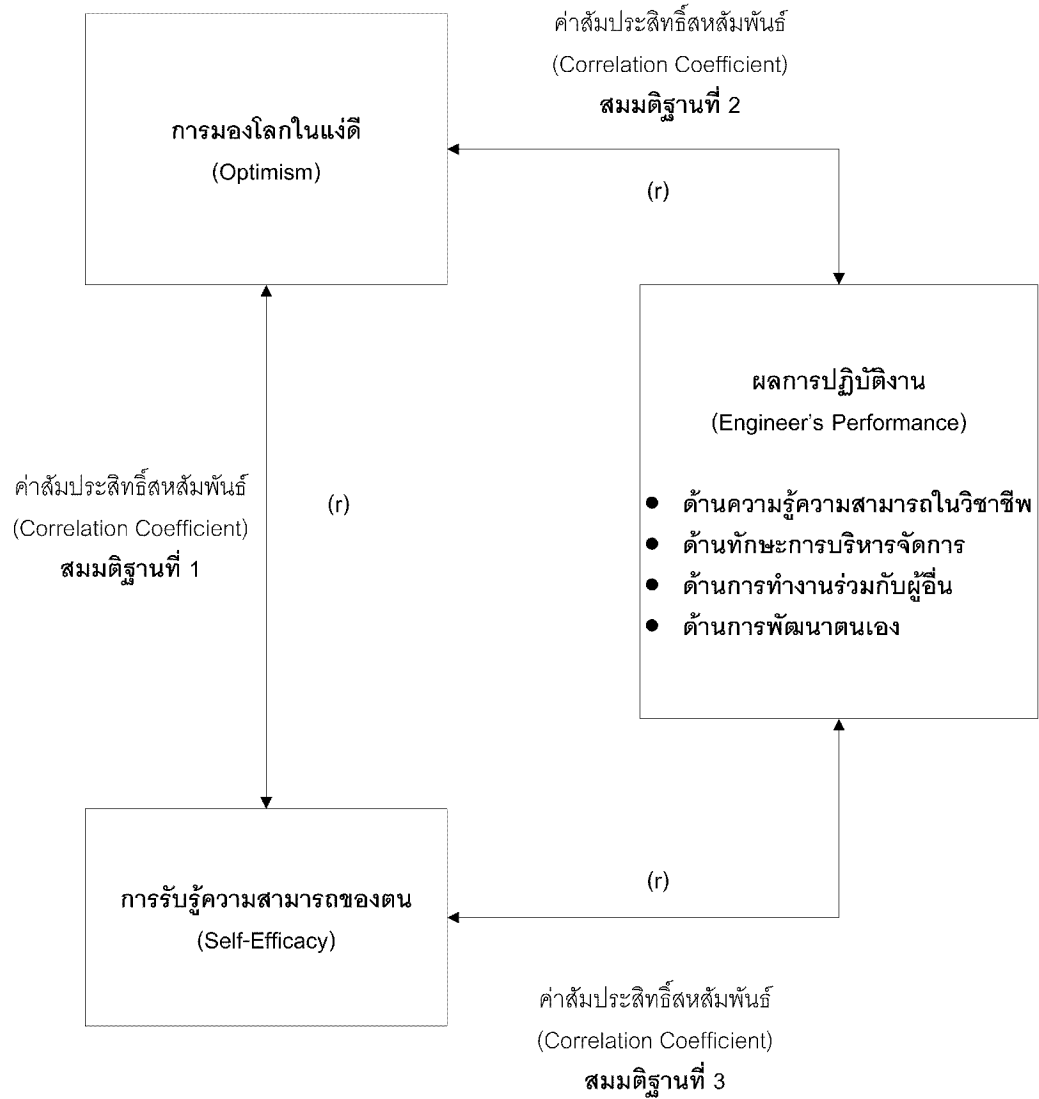 ค่าสัมประสิทธิ์สหสัมพันธ์
(Correlation Coefficient)
สมมติฐานที่ 2
การมองโลกในแง่ดี
(Optimism)
(r)
ผลการปฏิบัติงาน
(Engineer's Performance)
● ด้านความรู้ความสามารถในวิชาชีพ
● ด้านทักษะการบริหารจัดการ
● ด้านการทำงานร่วมกับผู้อื่น
● ด้านการพัฒนาตนเอง
ค่าสัมประสิทธิ์สหสัมพันธ์
(Correlation Coefficient)
สมมติฐานที่ 1
(r)
การรับรู้ความสามารถของตน
(Self-Efficacy)
(r)
ค่าสัมประสิทธิ์สหสัมพันธ์
(Correlation Coefficient)
สมมติฐานที่ 3